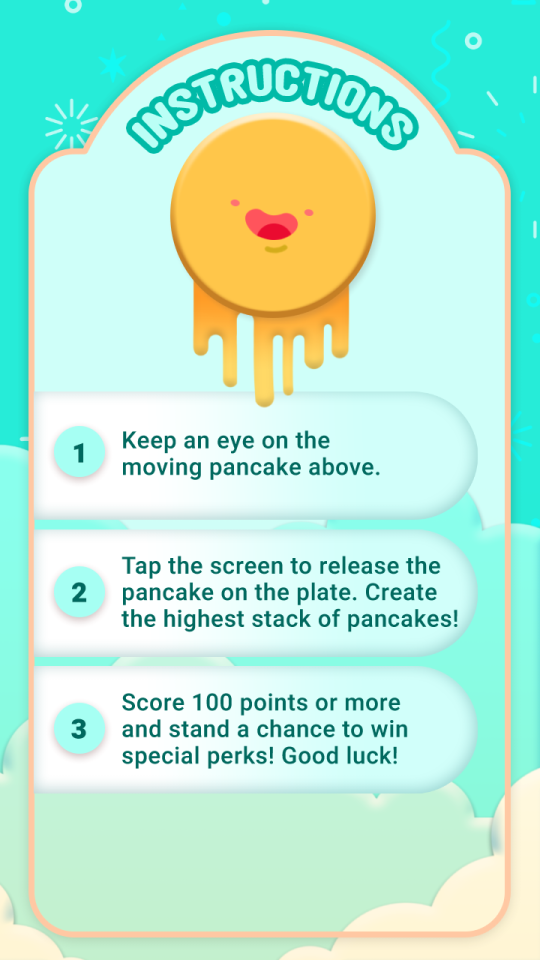 INSTRUCTIONS
1
Keep an eye on the
moving pancake above.
2
Tap the screen to release the
pancake on the plate. Create
the highest stack of pancakes!
3
Score 100 points or more
and stand a chance to win
special perks! Good luck!